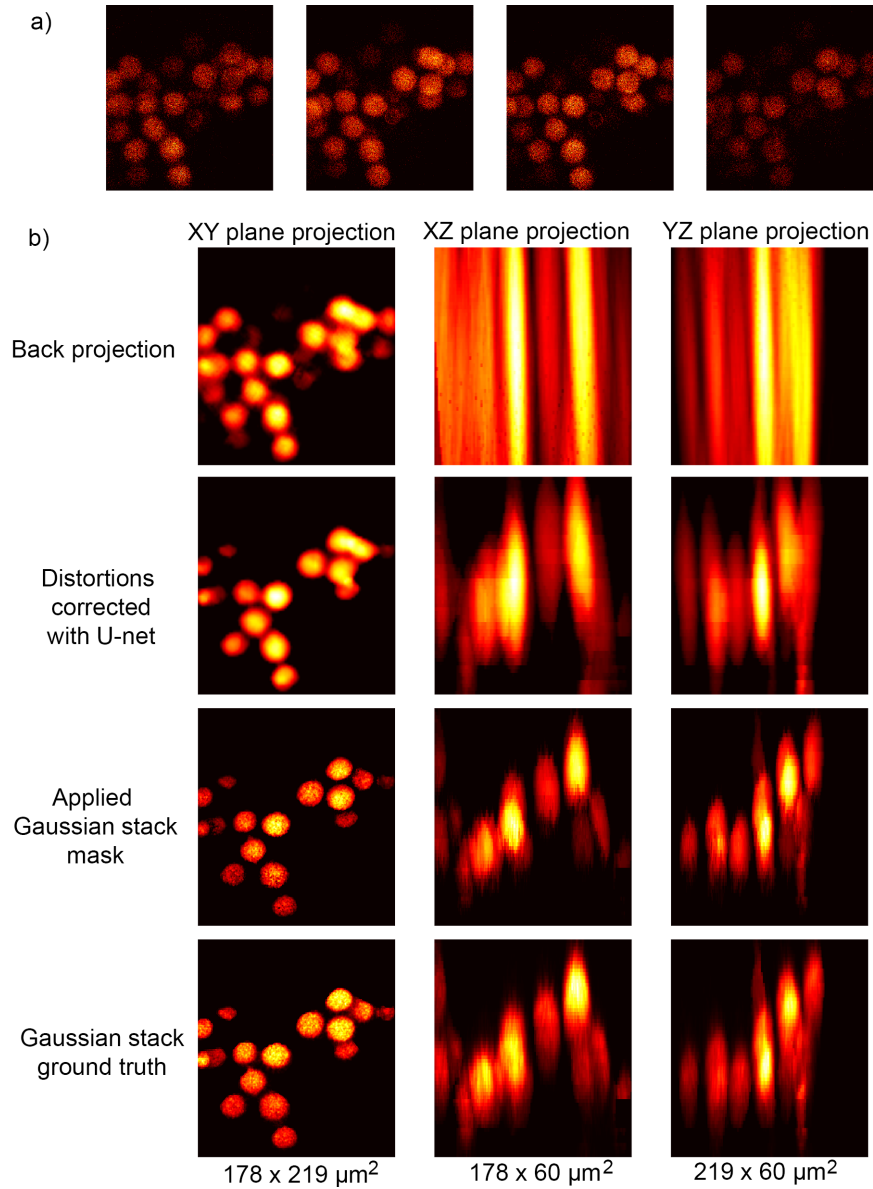 a)
b)
XY plane projection
XZ plane projection
YZ plane projection
Back projection
Distortions
corrected
with U-net
Applied
Gaussian stack
mask
Gaussian stack
ground truth
178 x 219 µm²
178 x 60 µm²
219 x 60 µm²